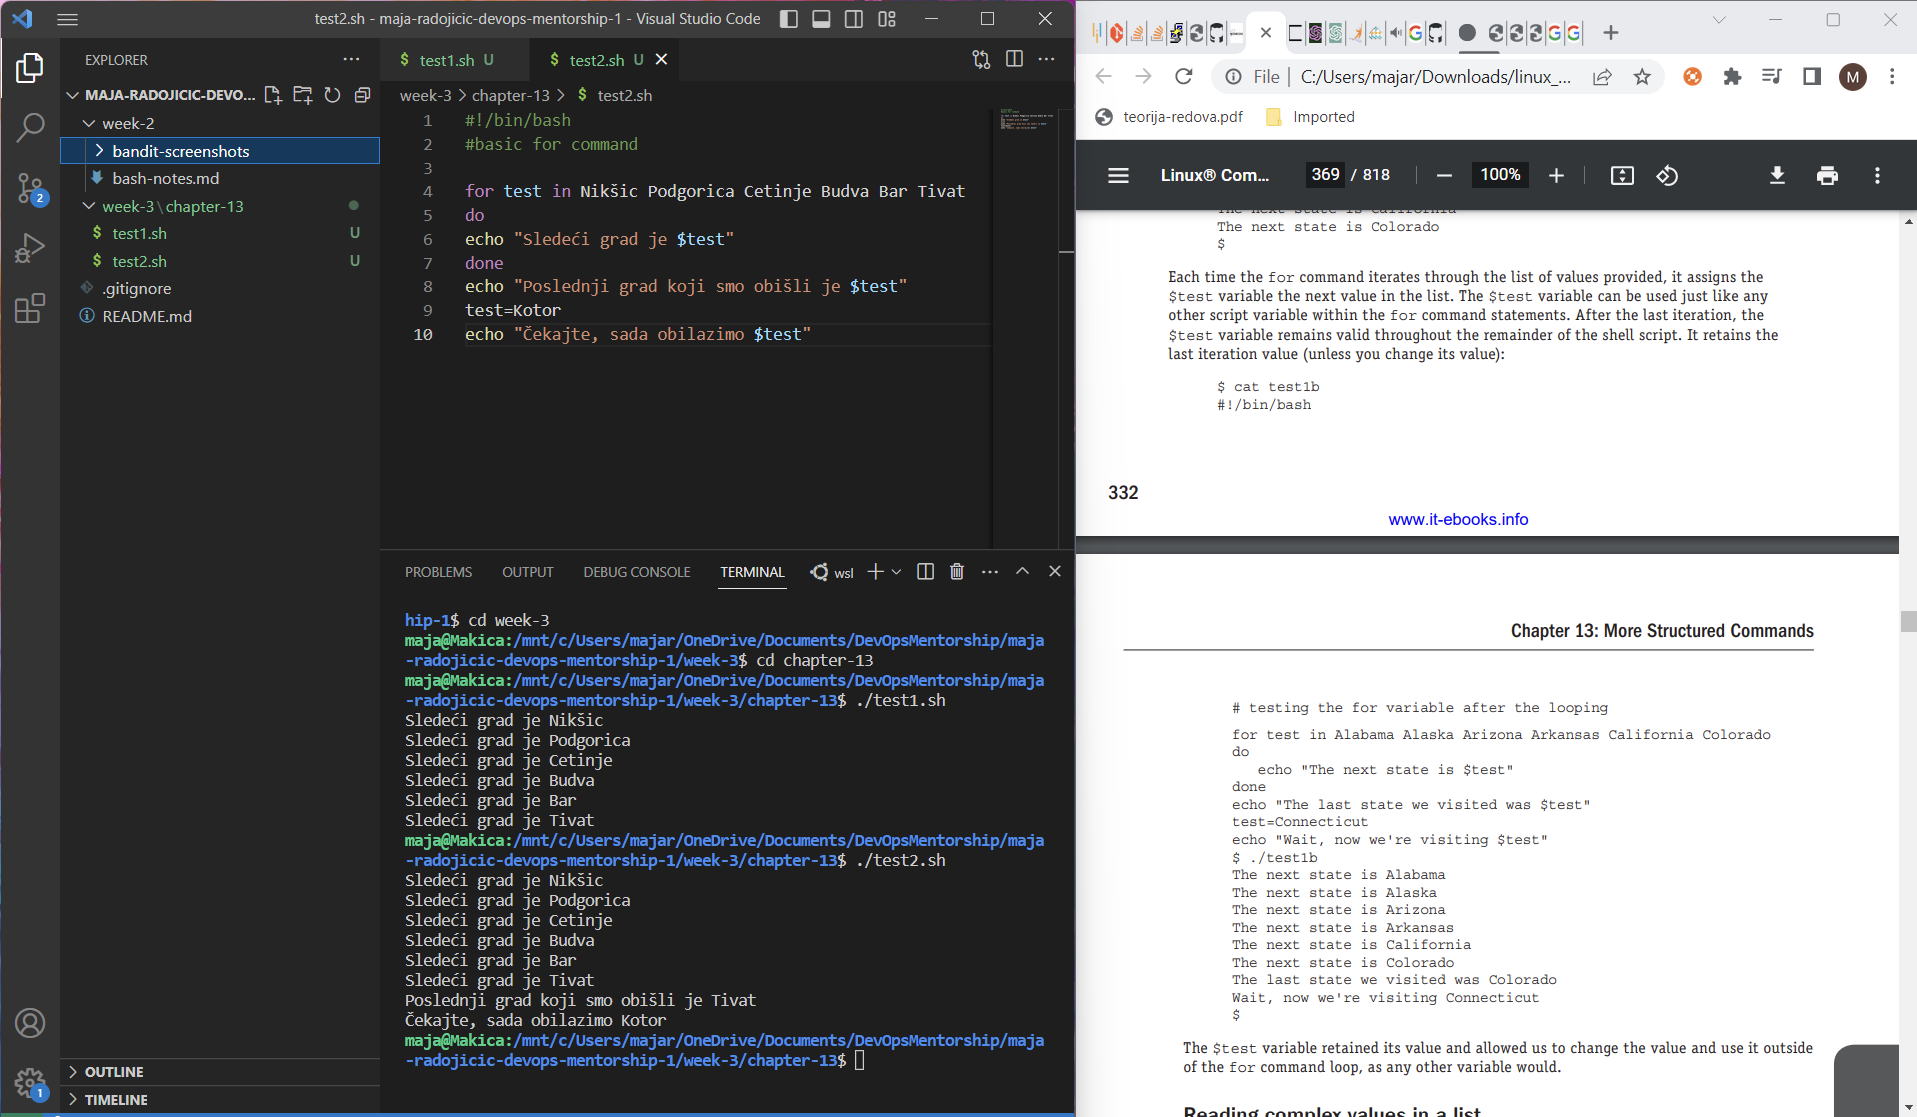 test2.sh - maja-radojicic-devops-mentorship-1 - Visual Studio Code
EXPLORER
MAJA-RADOJICIC-DEVO...
week-2
bandit-screenshots
bash-notes.md
week-3\chapter-13
$ test1.sh U
$ test2.sh U
.gitignore
README.md
OUTLINE
TIMELINE
2
1
$ test1.sh U
$ test2.sh U
week-3 > chapter-13 > $ test2.sh
1 #!/bin/bash
2 #basic for command
3
4 for test in Nikšic Podgorica Cetinje Budva Bar Tivat
5 do
6 echo "Sledeći grad je $test"
7 done
8 echo "Poslednji grad koji smo obišli je $test"
9 test=Kotor
10 echo "Čekajte, sada obilazimo $test"
PROBLEMS OUTPUT DEBUG CONSOLE TERMINAL wsl
hip-1$ cd week-3
maja@Makica:/mnt/c/Users/majar/OneDrive/Documents/DevOpsMentorship/maja
-radojicic-devops-mentorship-1/week-3$ cd chapter-13
maja@Makica:/mnt/c/Users/majar/OneDrive/Documents/DevOpsMentorship/maja
-radojicic-devops-mentorship-1/week-3/chapter-13$ ./test1.sh
Sledeći grad je Nikšic
Sledeći grad je Podgorica
Sledeći grad je Cetinje
Sledeći grad je Budva
Sledeći grad je Bar
Sledeći grad je Tivat
maja@Makica:/mnt/c/Users/majar/OneDrive/Documents/DevOpsMentorship/maja
-radojicic-devops-mentorship-1/week-3/chapter-13$ ./test2.sh
Sledeći grad je Nikšic
Sledeći grad je Podgorica
Sledeći grad je Cetinje
Sledeći grad je Budva
Sledeći grad je Bar
Sledeći grad je Tivat
Poslednji grad koji smo obišli je Tivat
Čekajte, sada obilazimo Kotor
maja@Makica:/mnt/c/Users/majar/OneDrive/Documents/DevOpsMentorship/maja
-radojicic-devops-mentorship-1/week-3/chapter-13$
File | C:/Users/majar/Downloads/linux_...
M
teorija-redova.pdf Imported
Linux® Com... 369 / 818 100%
The next state is California
The next state is Colorado
$
Each time the for command iterates through the list of values provided, it assigns the
$test variable the next value in the list. The $test variable can be used just like any
other script variable within the for command statements. After the last iteration, the
$test variable remains valid throughout the remainder of the shell script. It retains the
last iteration value (unless you change its value):
$ cat test1b
#!/bin/bash
332
www.it-ebooks.info
Chapter 13: More Structured Commands
# testing the for variable after the looping
for test in Alabama Alaska Arizona Arkansas California Colorado
do
echo "The next state is $test"
done
echo "The last state we visited was $test"
test=Connecticut
echo "Wait, now we're visiting $test"
$ ./test1b
The next state is Alabama
The next state is Alaska
The next state is Arizona
The next state is Arkansas
The next state is California
The next state is Colorado
The last state we visited was Colorado
Wait, now we're visiting Connecticut
$
The $test variable retained its value and allowed us to change the value and use it outside
of the for command loop, as any other variable would.
Reading complex values in a list